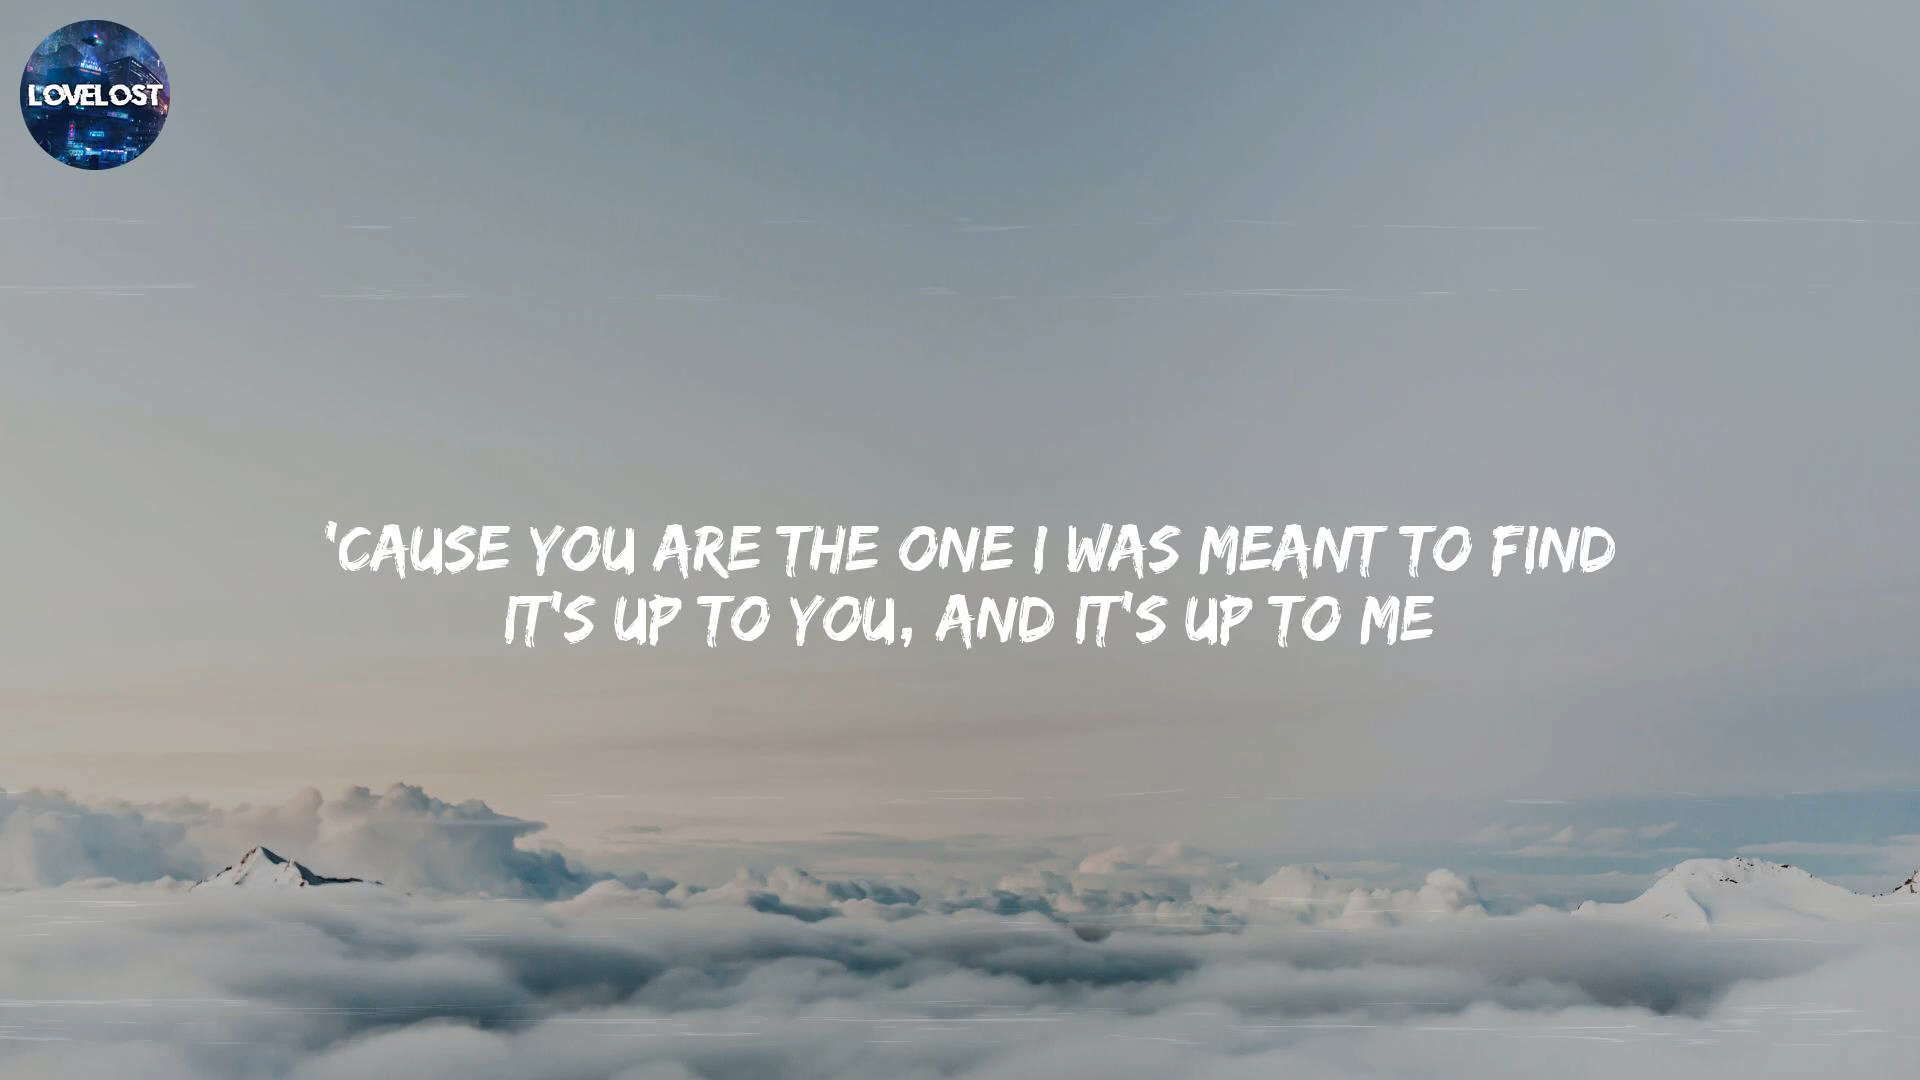 LOVELOST
'CAUSE YOU ARE THE ONE I WAS MEANT TO FIND
IT'S UP TO YOU, AND IT'S UP TO ME